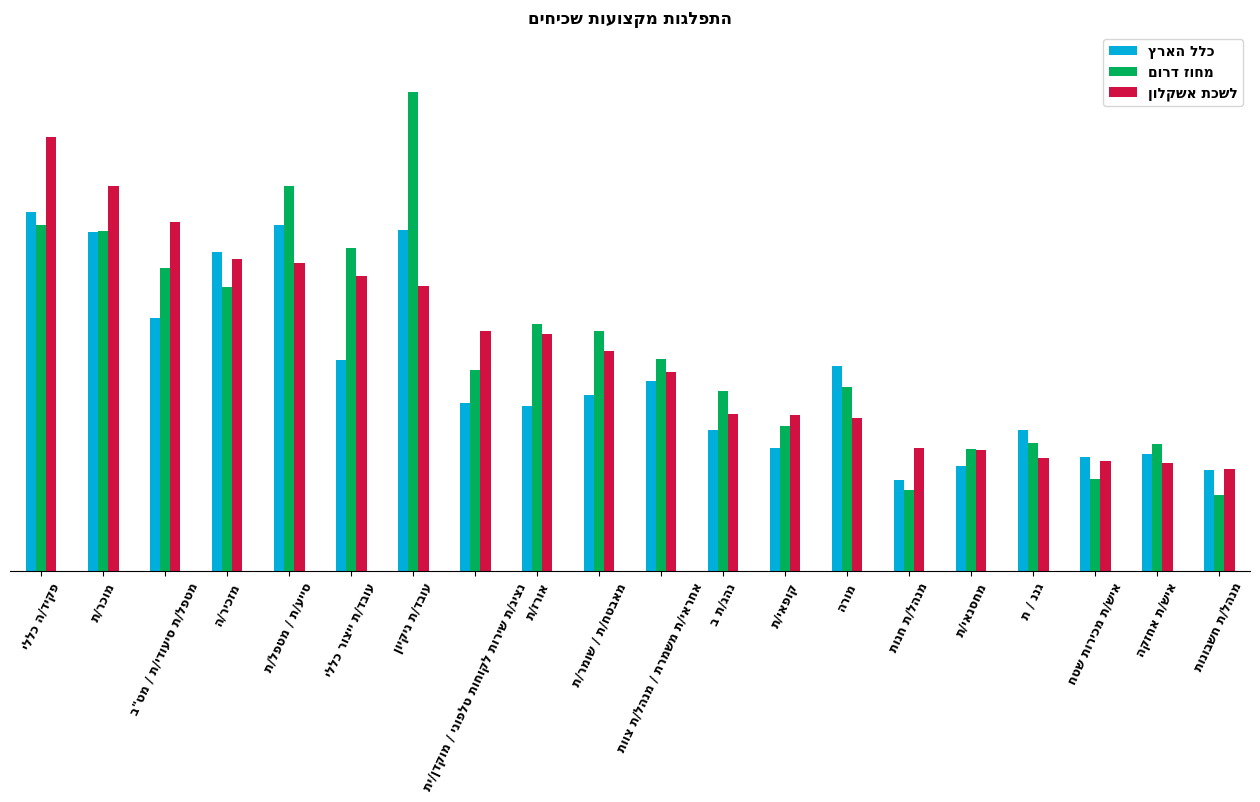 התפלגות מקצועות שכיחים
כלל הארץ
מחוז דרום
לשכת אשקלון
פקיד/ה כללי
מוכר/ת
מטפל/ת סיעודי/ת / מט"ב
מזכיר/ה
סייע/ת / מטפל/ת
עובד/ת ייצור כללי
עובד/ת ניקיון
נציג/ת שירות לקוחות טלפוני / מוקדן/ית
אורז/ת
מאבטח/ת / שומר/ת
אחראי/ת משמרת / מנהל/ת צוות
נהג/ת ב
קופאי/ת
מורה
מנהל/ת חנות
מחסנאי/ת
גנג / ת
איש/ת מכירות שטח
איש/ת אחזקה
מנהל/ת חשבונות